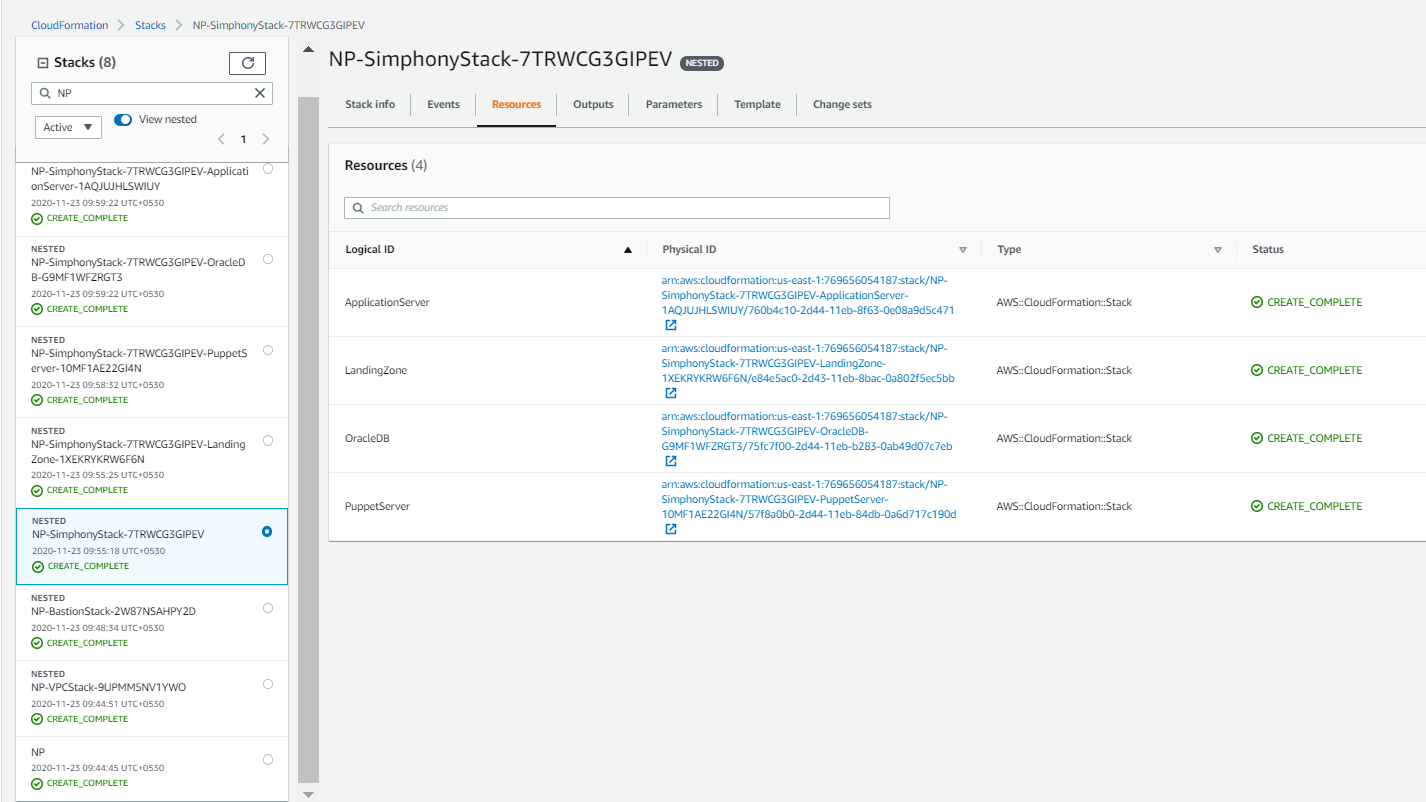 CloudFormation > Stacks > NP-SimphonyStack-7TRWCG3GIPEV
Stacks (8)
NP
Active
View nested
1
NP-SimphonyStack-7TRWCG3GIPEV-Applicati
onServer-1AQJUJHLSWIUY
2020-11-23 09:59:22 UTC+0530
CREATE_COMPLETE
NESTED
NP-SimphonyStack-7TRWCG3GIPEV-OracleD
B-G9MF1WFZRGT3
2020-11-23 09:59:22 UTC+0530
CREATE_COMPLETE
NESTED
NP-SimphonyStack-7TRWCG3GIPEV-PuppetS
erver-10MF1AE22GI4N
2020-11-23 09:58:32 UTC+0530
CREATE_COMPLETE
NESTED
NP-SimphonyStack-7TRWCG3GIPEV-Landing
Zone-1XEKRYKRW6F6N
2020-11-23 09:55:25 UTC+0530
CREATE_COMPLETE
NESTED
NP-SimphonyStack-7TRWCG3GIPEV
2020-11-23 09:55:18 UTC+0530
CREATE_COMPLETE
NESTED
NP-BastionStack-2W87NSAHPY2D
2020-11-23 09:48:34 UTC+0530
CREATE_COMPLETE
NESTED
NP-VPCStack-9UPMM5NV1YWO
2020-11-23 09:44:51 UTC+0530
CREATE_COMPLETE
NP
2020-11-23 09:44:45 UTC+0530
CREATE_COMPLETE
NP-SimphonyStack-7TRWCG3GIPEV NESTED
Stack info Events Resources Outputs Parameters Template Change sets
Resources (4)
Search resources
Logical ID Physical ID Type Status
arn:aws:cloudformation:us-east-1:769656054187:stack/NP-
SimphonyStack-7TRWCG3GIPEV-ApplicationServer-
ApplicationServer AWS::CloudFormation::Stack CREATE_COMPLETE
1AQJUJHLSWIUY/760b4c10-2d44-11eb-8f63-0e08a9d5c471
arn:aws:cloudformation:us-east-1:769656054187:stack/NP-
SimphonyStack-7TRWCG3GIPEV-LandingZone-
LandingZone AWS::CloudFormation::Stack CREATE_COMPLETE
1XEKRYKRW6F6N/e84e5ac0-2d43-11eb-8bac-0a802f5ec5bb
arn:aws:cloudformation:us-east-1:769656054187:stack/NP-
SimphonyStack-7TRWCG3GIPEV-OracleDB-
OracleDB AWS::CloudFormation::Stack CREATE_COMPLETE
G9MF1WFZRGT3/75fc7f00-2d44-11eb-b283-0ab49d07c7eb
arn:aws:cloudformation:us-east-1:769656054187:stack/NP-
SimphonyStack-7TRWCG3GIPEV-PuppetServer-
PuppetServer AWS::CloudFormation::Stack CREATE_COMPLETE
10MF1AE22GI4N/57f8a0b0-2d44-11eb-84db-0a6d717c190d